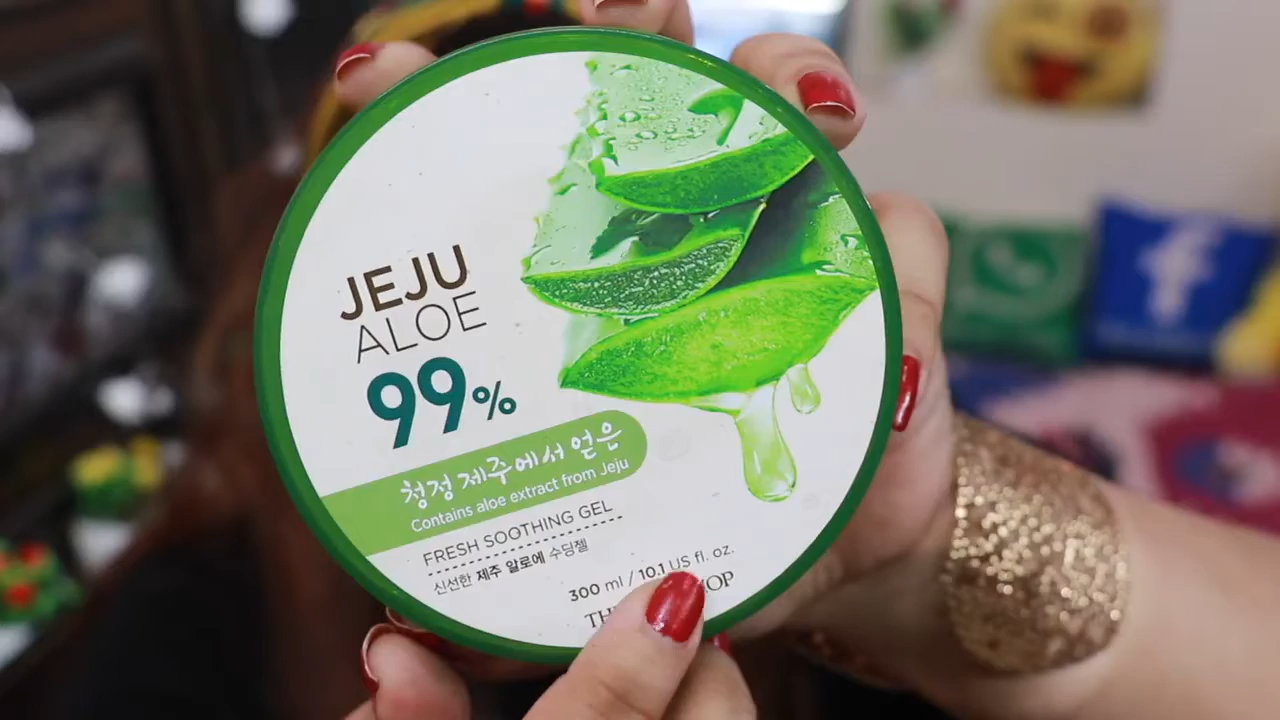 JEJU
ALOE
99%
청정 제주에서 얻은
Contains aloe extract from Jeju
FRESH SOOTHING GEL
신선한 제주 알로에 수딩젤
300 ml / 10.1 US fl. oz.